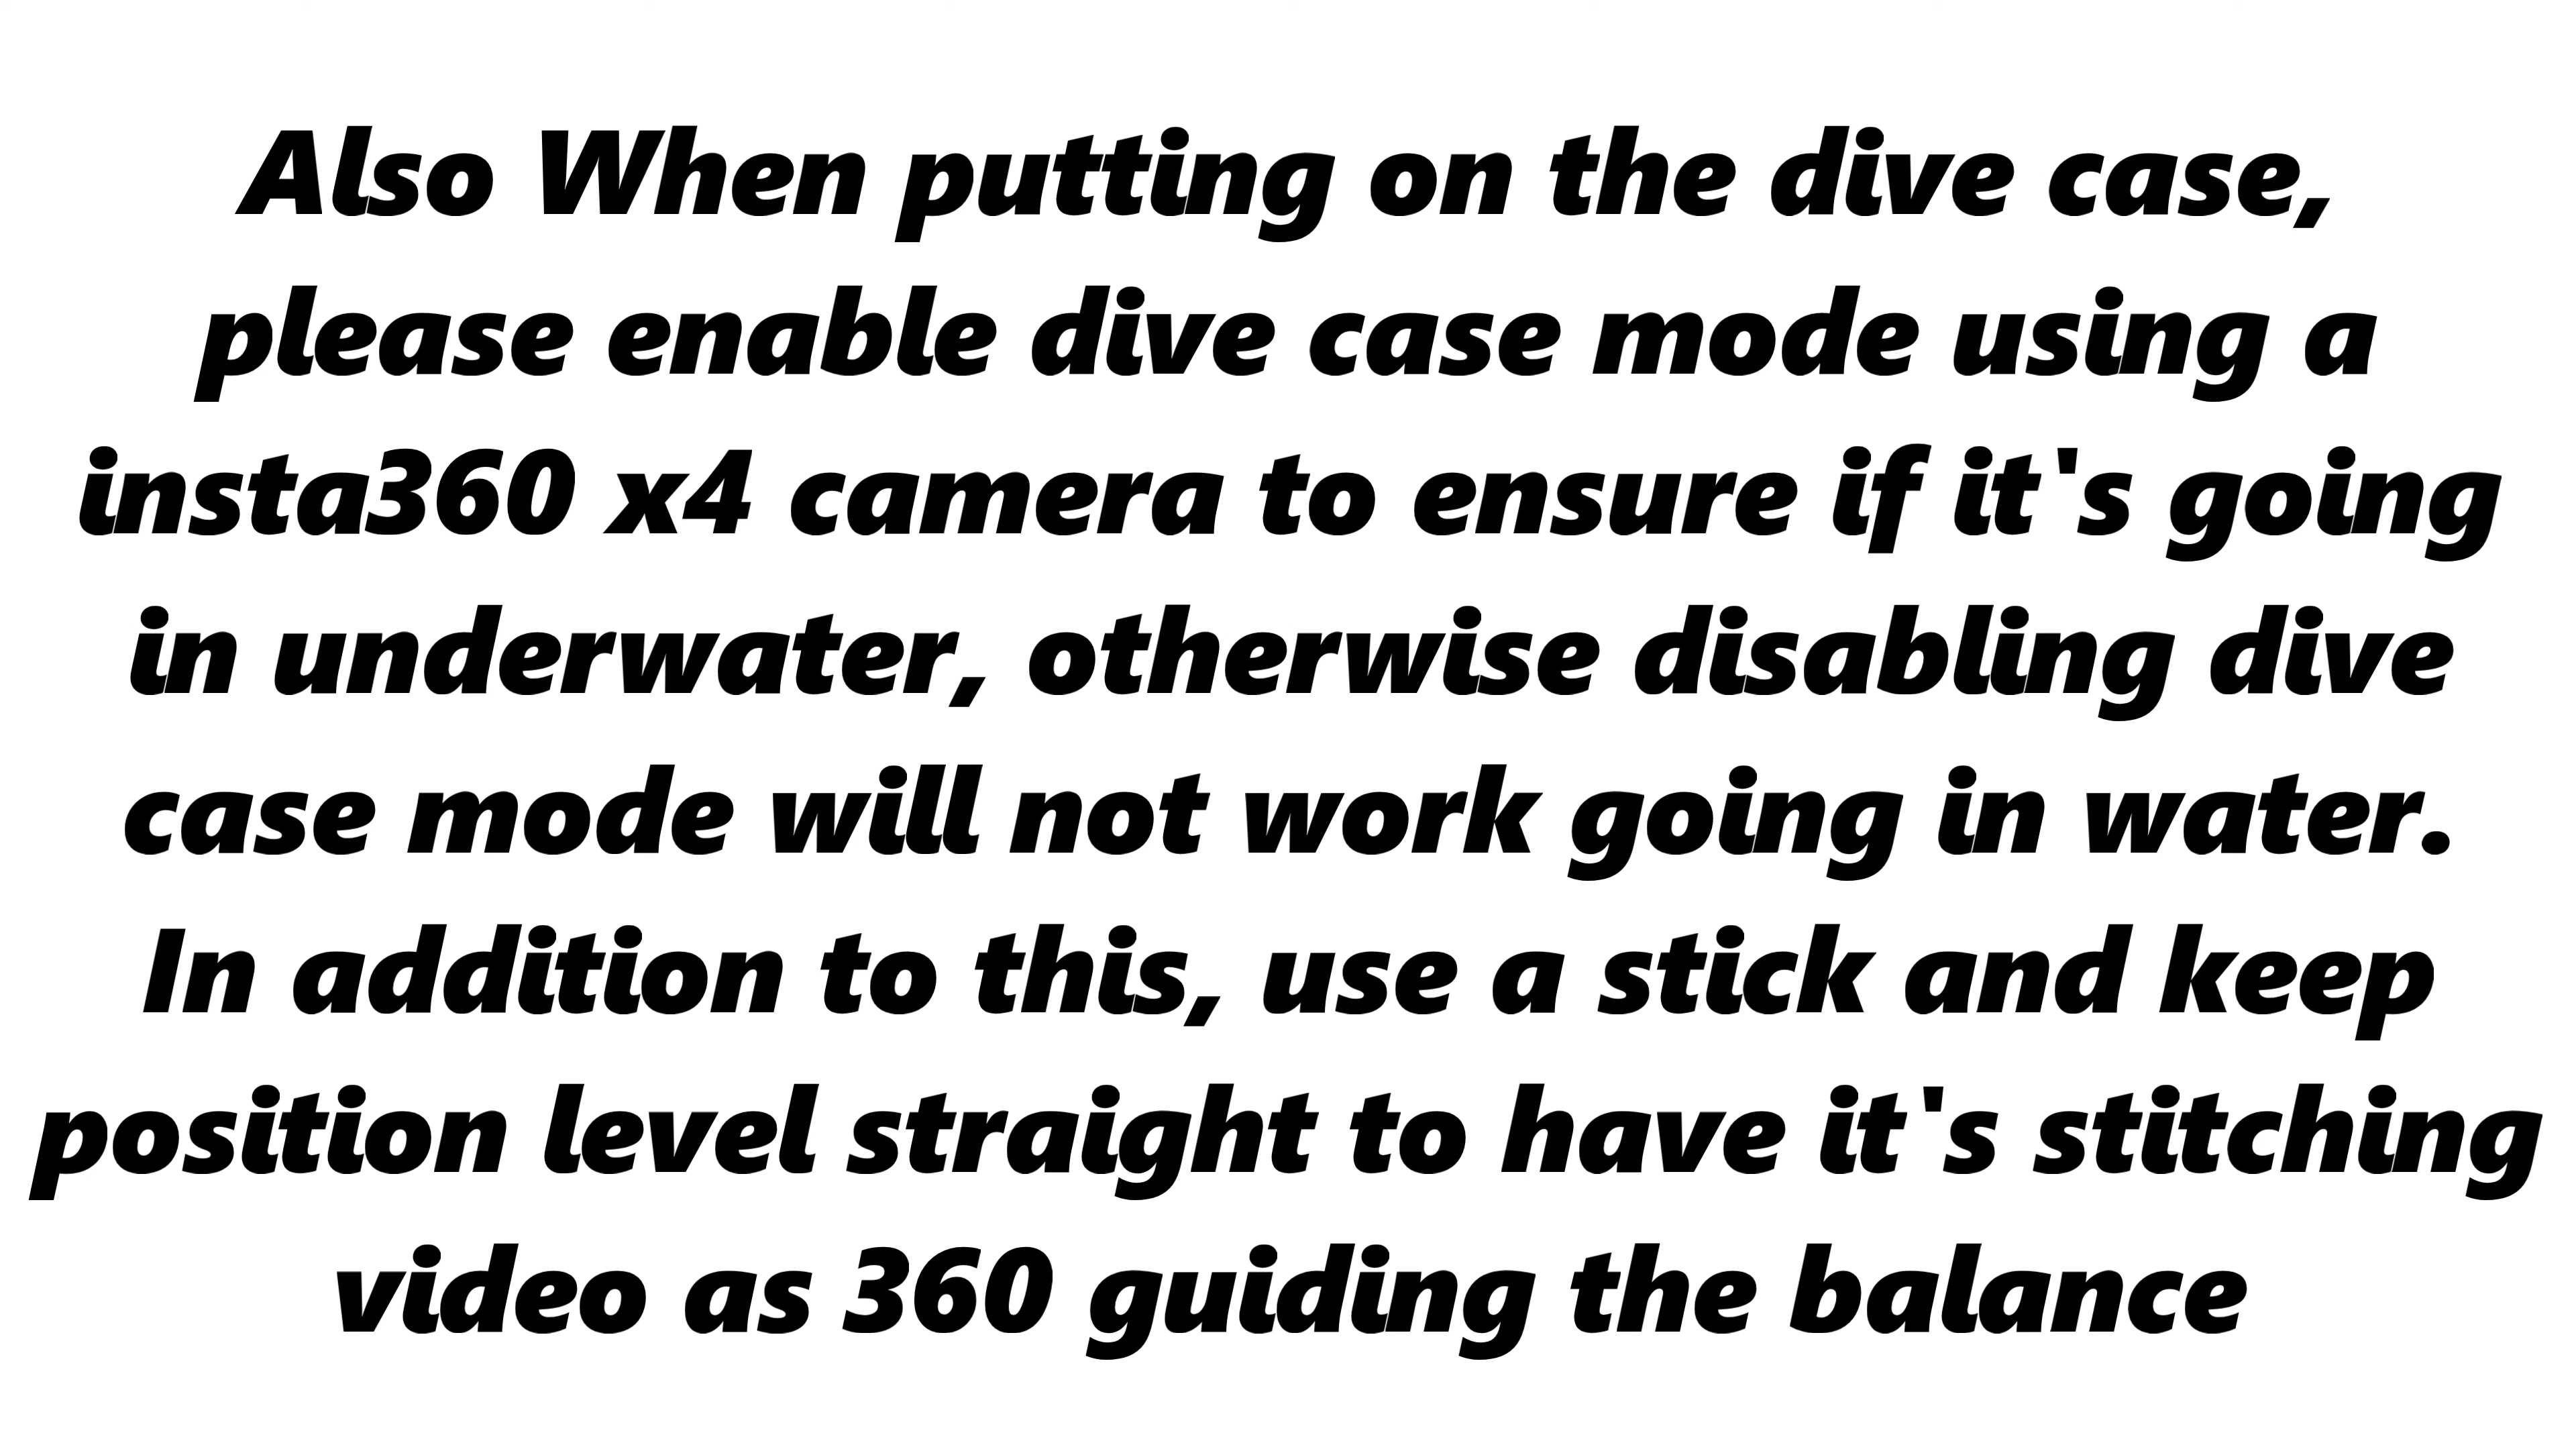 Also When putting on the dive case,
please enable dive case mode using a
insta360 x4 camera to ensure if it's going
in underwater, otherwise disabling dive
case mode will not work going in water.
In addition to this, use a stick and keep
position level straight to have it's stitching
video as 360 guiding the balance